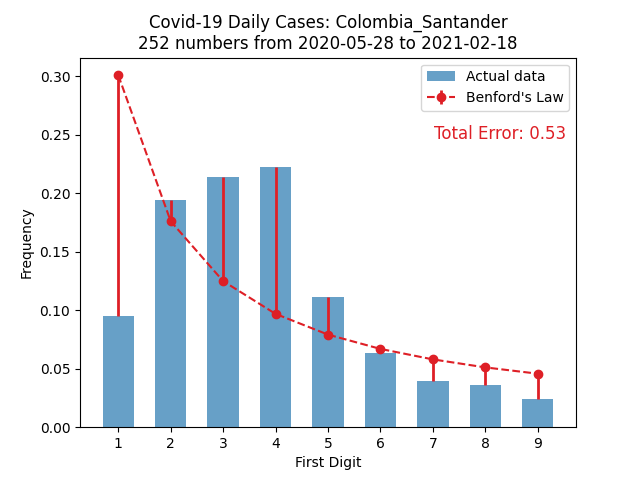 Covid-19 Daily Cases: Colombia_Santander
252 numbers from 2020-05-28 to 2021-02-18
Actual data
Benford's Law
Total Error: 0.53
Frequency
0.30
0.25
0.20
0.15
0.10
0.05
0.00
1 2 3 4 5 6 7 8 9
First Digit